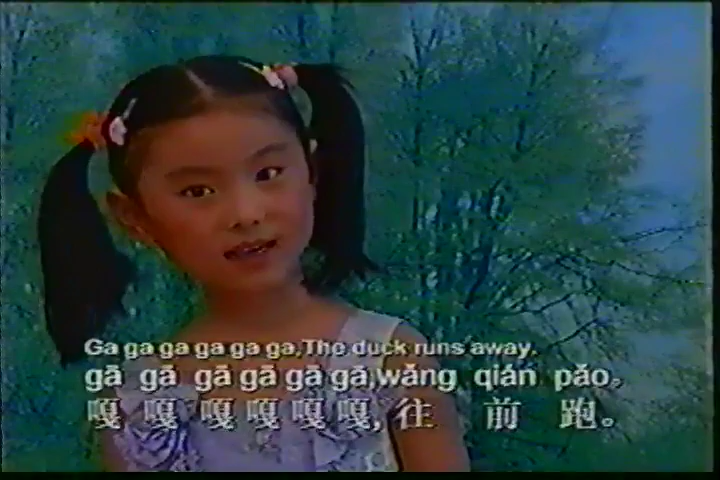 Ga ga ga ga ga ga,The duck runs away.
gā gā gā gā gā gā,wǎng qián pǎo。
嘎 嘎 嘎 嘎 嘎 嘎, 往 前 跑。